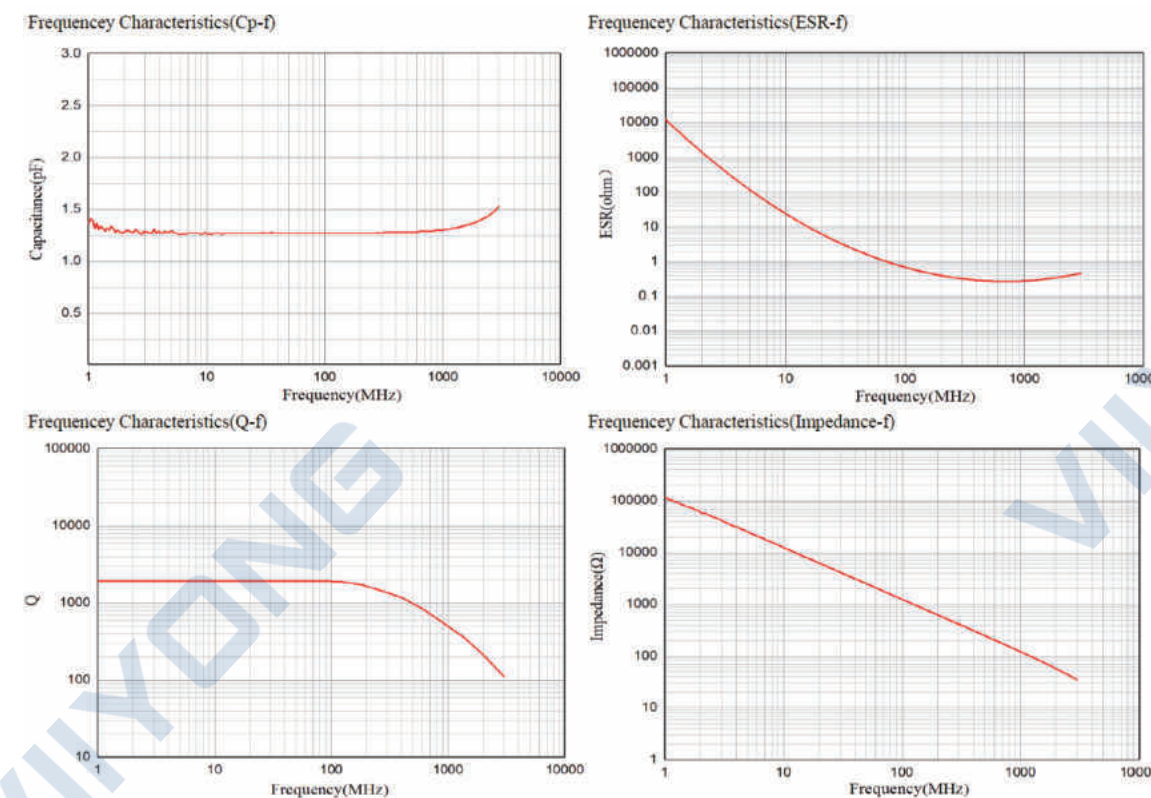 Frequencey Characteristics(Cp-f)
3.0
2.5
2.0
1.5
1.0
0.5
Capacitance(pF)
1 10 100 1000 10000
Frequency(MHz)
Frequencey Characteristics(ESR-f)
1000000
100000
10000
1000
100
10
1
0.1
0.01
0.001
ESR(ohm)
1 10 100 1000 1000
Frequency(MHz)
Frequencey Characteristics(Q-f)
100000
10000
1000
100
10
Q
1 10 100 1000 10000
Frequency(MHz)
Frequencey Characteristics(Impedance-f)
1000000
100000
10000
1000
100
10
1
Impedance(Ω)
1 10 100 1000 1000
Frequency(MHz)
VIIYONG
VII